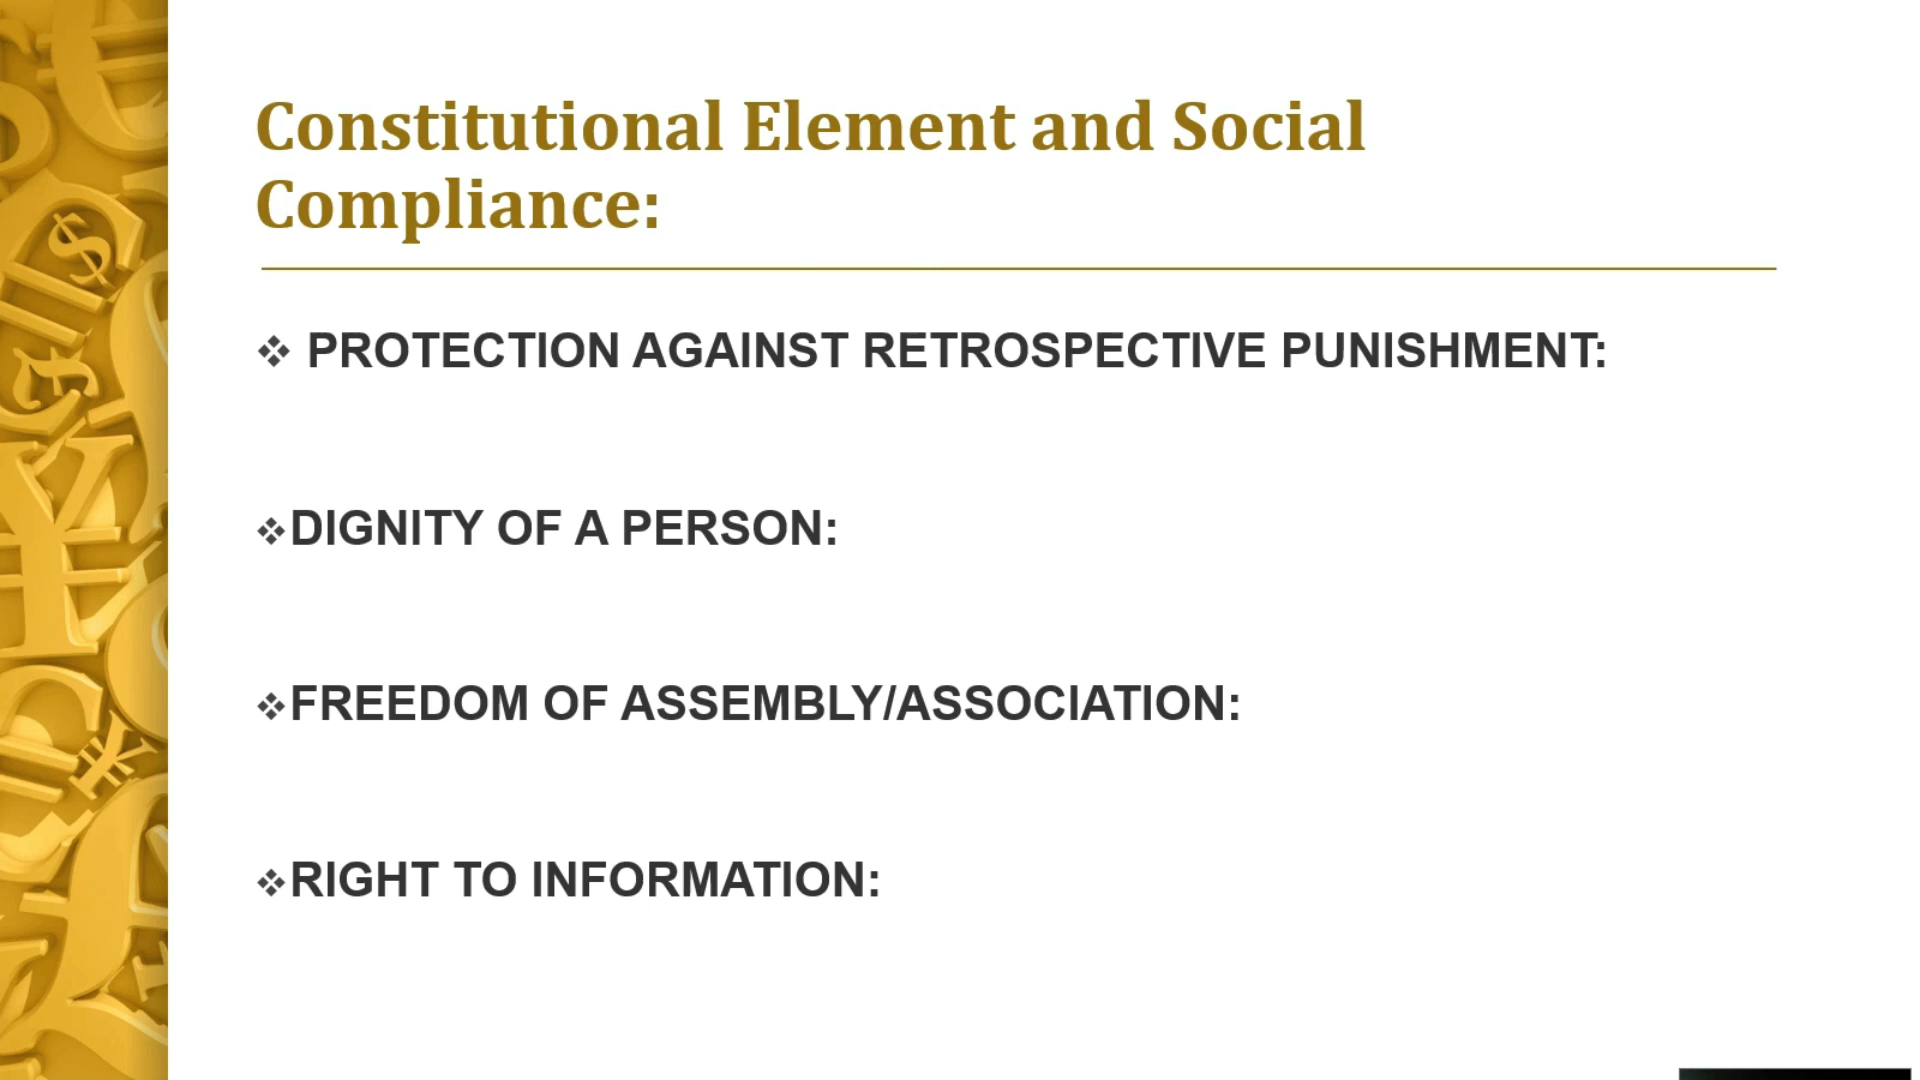 Constitutional Element and Social
Compliance:
❖ PROTECTION AGAINST RETROSPECTIVE PUNISHMENT:
❖DIGNITY OF A PERSON:
❖FREEDOM OF ASSEMBLY/ASSOCIATION:
❖RIGHT TO INFORMATION: